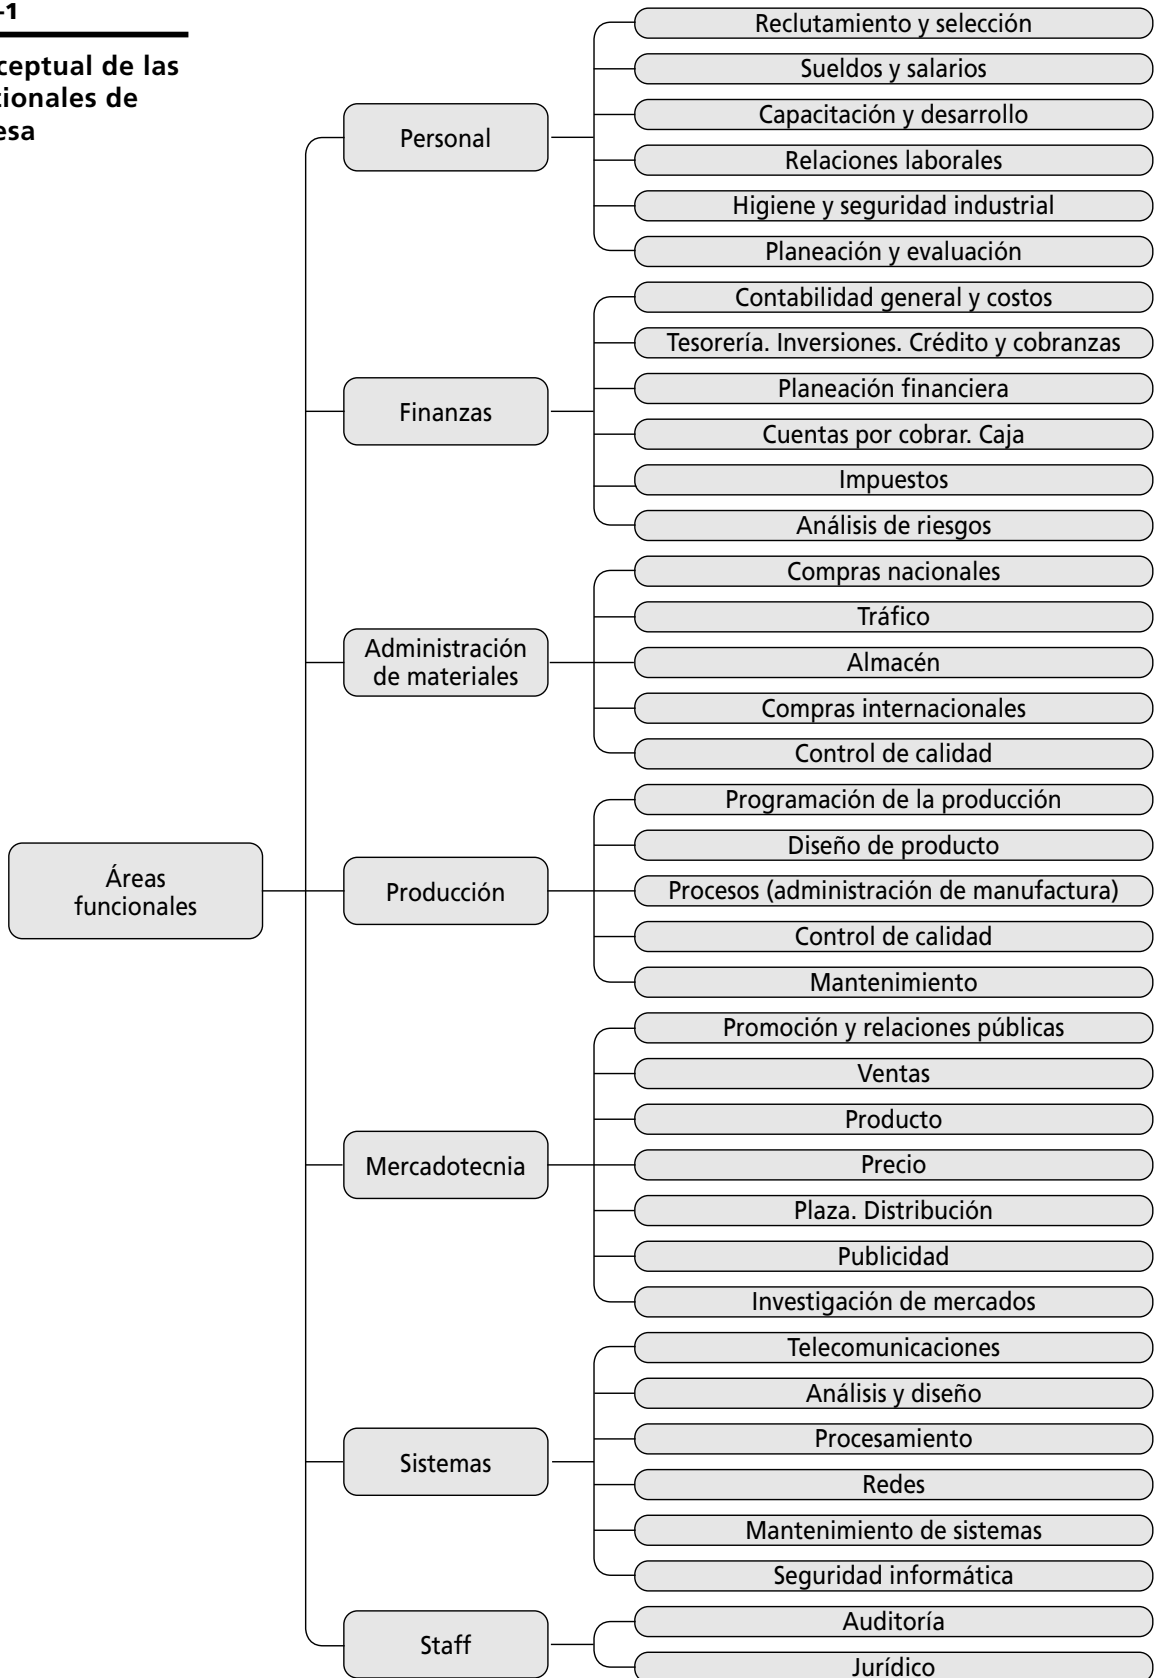 -1
ceptual de las
cionales de
esa
Áreas
funcionales
Personal
Reclutamiento y selección
Sueldos y salarios
Capacitación y desarrollo
Relaciones laborales
Higiene y seguridad industrial
Planeación y evaluación
Finanzas
Contabilidad general y costos
Tesorería. Inversiones. Crédito y cobranzas
Planeación financiera
Cuentas por cobrar. Caja
Impuestos
Análisis de riesgos
Administración
de materiales
Compras nacionales
Tráfico
Almacén
Compras internacionales
Control de calidad
Producción
Programación de la producción
Diseño de producto
Procesos (administración de manufactura)
Control de calidad
Mantenimiento
Mercadotecnia
Promoción y relaciones públicas
Ventas
Producto
Precio
Plaza. Distribución
Publicidad
Investigación de mercados
Sistemas
Telecomunicaciones
Análisis y diseño
Procesamiento
Redes
Mantenimiento de sistemas
Seguridad informática
Staff
Auditoría
Jurídico